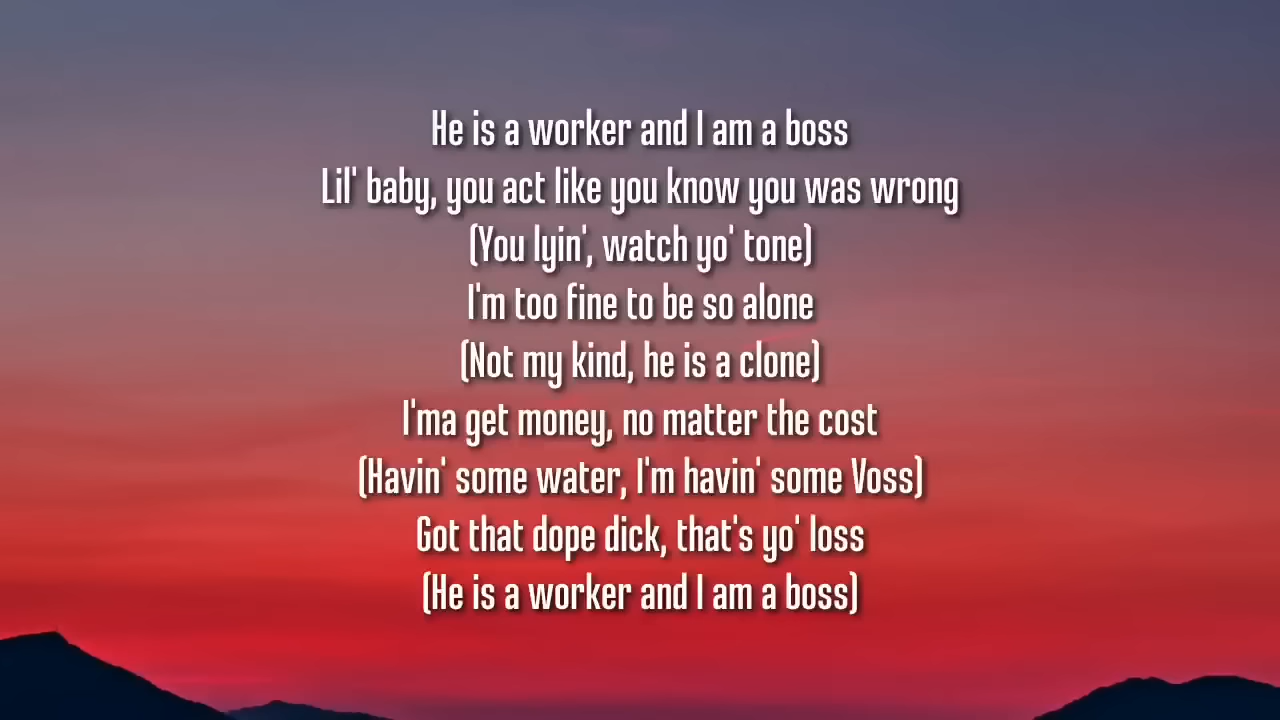 He is a worker and I am a boss
Lil' baby, you act like you know you was wrong
(You lyin', watch yo' tone)
I'm too fine to be so alone
(Not my kind, he is a clone)
I'ma get money, no matter the cost
(Havin' some water, I'm havin' some Voss)
Got that dope dick, that's yo' loss
(He is a worker and I am a boss)